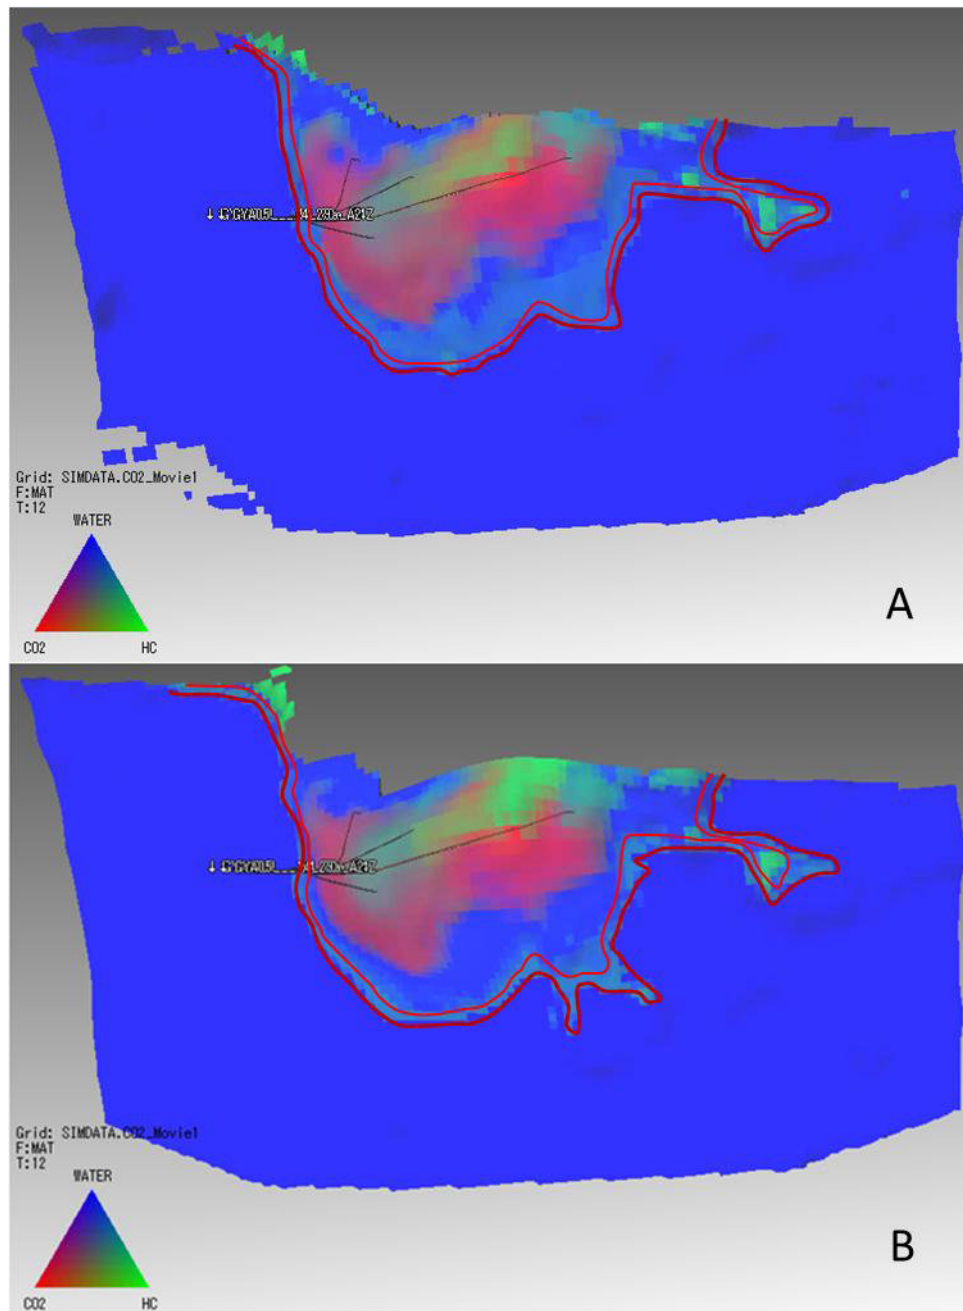 Grid: SIMDATA.CO2_Movie1
F:MAT
T:12
WATER
CO2
HC
A
Grid: SIMDATA.CO2_Movie1
F:MAT
T:12
WATER
CO2
HC
B